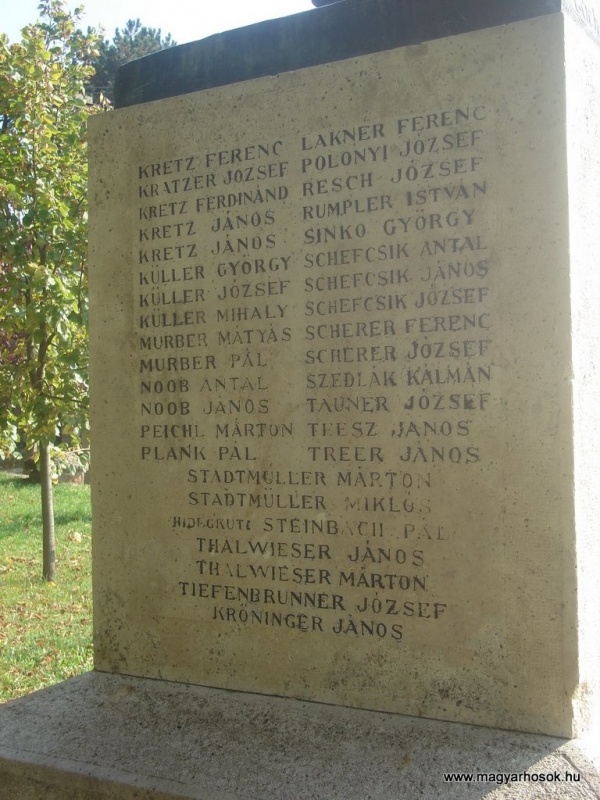 KRETZ FERENC LAKNER FERENC
KRATZER JÓZSEF POLONYI JÓZSEF
KRETZ FERDINÁND RESCH JÓZSEF
KRETZ JÁNOS RUMPLER ISTVÁN
KRETZ JÁNOS SINKO GYÖRGY
KÜLLER GYÖRGY SCHEFCSIK ANTAL
KÜLLER JÓZSEF SCHEFCSIK JÁNOS
KÜLLER MIHALY SCHEFCSIK JÓZSEF
MURBER MÁTYÁS SCHERER FERENC
MURBER PÁL SCHERER JÓZSEF
NOOB ANTAL SZEDLÁK KÁLMÁN
NOOB JÁNOS TAUNER JÓZSEF
PEICHL MÁRTON TEESZ JÁNOS
PLANK PÁL TREER JÁNOS
STADTMÜLLER MÁRTON
STADTMÜLLER MIKLÓS
HIDEGKUTI STEINBACH PÁL
THALWIESER JÁNOS
THALWIESER MÁRTON
TIEFENBRUNNER JÓZSEF
KRÖNINGER JÁNOS
www.magyarhosok.hu